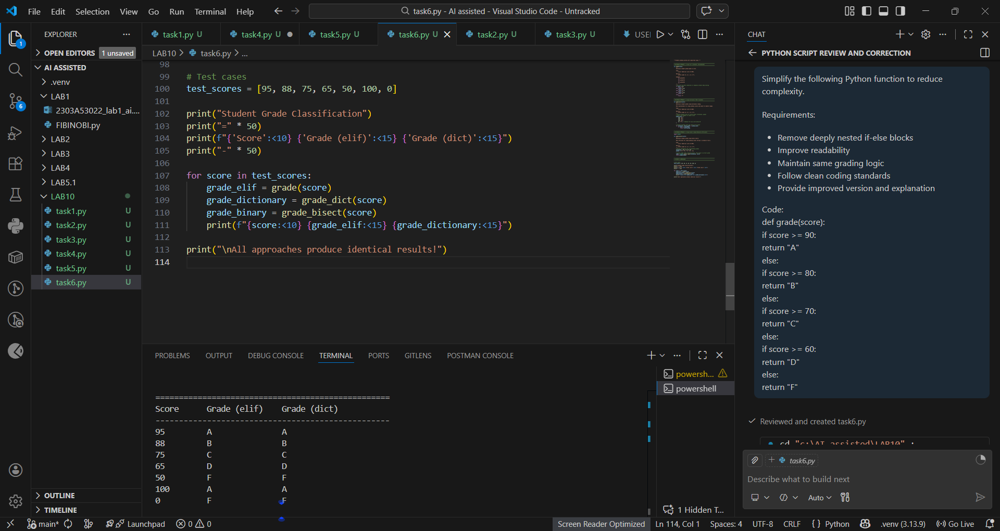 File Edit Selection View Go Run Terminal Help
task6.py - AI assisted - Visual Studio Code - Untracked
EXPLORER
OPEN EDITORS 1 unsaved
AI ASSISTED
.venv
LAB1
2303A53022_lab1_ai....
FIBINOBI.py
LAB2
LAB3
LAB4
LAB5.1
LAB10
task1.py U
task2.py U
task3.py U
task4.py U
task5.py U
task6.py U
OUTLINE
TIMELINE
1
6
task1.py U task4.py U task5.py U task6.py U task2.py U task3.py U USEI
LAB10 > task6.py > ...
98
99 # Test cases
100 test_scores = [95, 88, 75, 65, 50, 100, 0]
101
102 print("Student Grade Classification")
103 print("=" * 50)
104 print(f"{'Score':<10} {'Grade (elif)':<15} {'Grade (dict)':<15}")
105 print("-" * 50)
106
107 for score in test_scores:
108 grade_elif = grade(score)
109 grade_dictionary = grade_dict(score)
110 grade_binary = grade_bisect(score)
111 print(f"{score:<10} {grade_elif:<15} {grade_dictionary:<15}")
112
113 print("\nAll approaches produce identical results!")
114
PROBLEMS OUTPUT DEBUG CONSOLE TERMINAL PORTS GITLENS POSTMAN CONSOLE
==================================================
Score Grade (elif) Grade (dict)
--------------------------------------------------
95 A A
88 B B
75 C C
65 D D
50 F F
100 A A
0 F F
powersh...
powershell
1 Hidden T...
CHAT
PYTHON SCRIPT REVIEW AND CORRECTION
Simplify the following Python function to reduce
complexity.
Requirements:
• Remove deeply nested if-else blocks
• Improve readability
• Maintain same grading logic
• Follow clean coding standards
• Provide improved version and explanation
Code:
def grade(score):
if score >= 90:
return "A"
else:
if score >= 80:
return "B"
else:
if score >= 70:
return "C"
else:
if score >= 60:
return "D"
else:
return "F"
Reviewed and created task6.py
cd "c:\AI assisted\LAB10" ;
task6.py
Describe what to build next
Auto
main* Launchpad 0 0
Screen Reader Optimized Ln 114, Col 1 Spaces: 4 UTF-8 CRLF { } Python .venv (3.13.9) Go Live